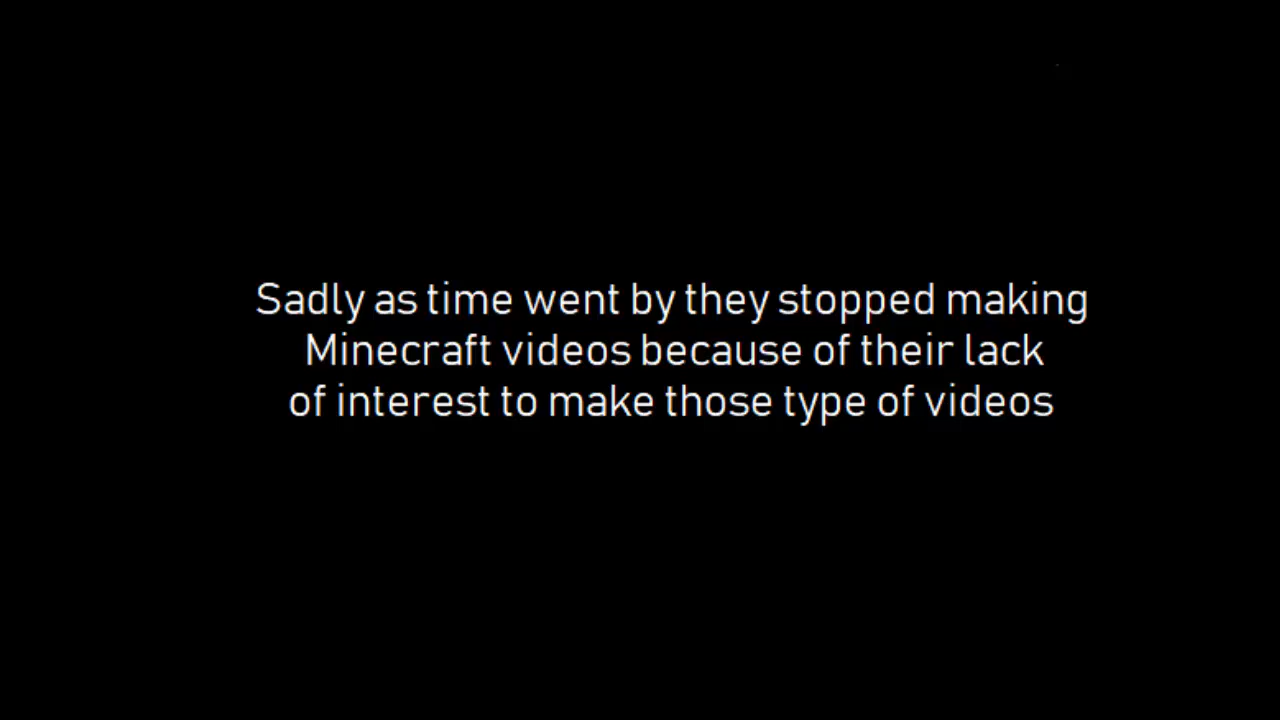 Sadly as time went by they stopped making
Minecraft videos because of their lack
of interest to make those type of videos